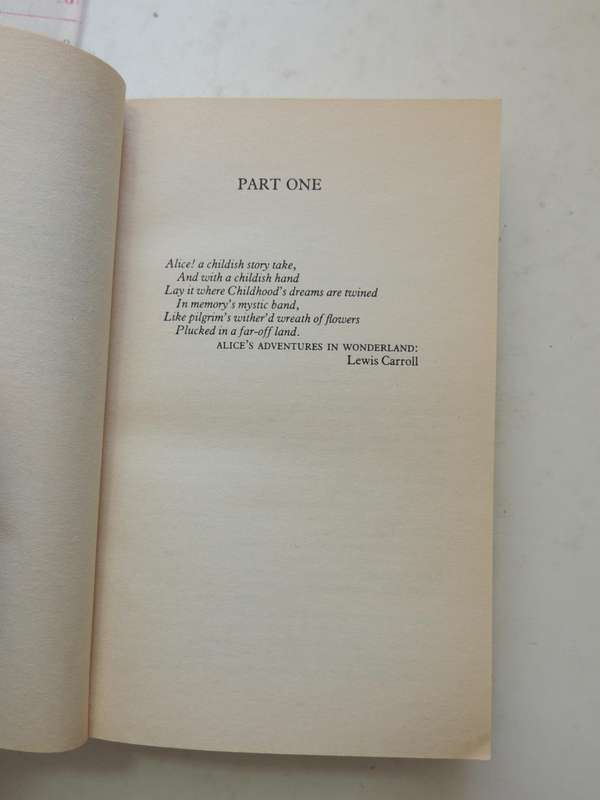 PART ONE
Alice! a childish story take,
And with a childish hand
Lay it where Childhood's dreams are twined
In memory's mystic band,
Like pilgrim's wither'd wreath of flowers
Plucked in a far-off land.
ALICE'S ADVENTURES IN WONDERLAND:
Lewis Carroll